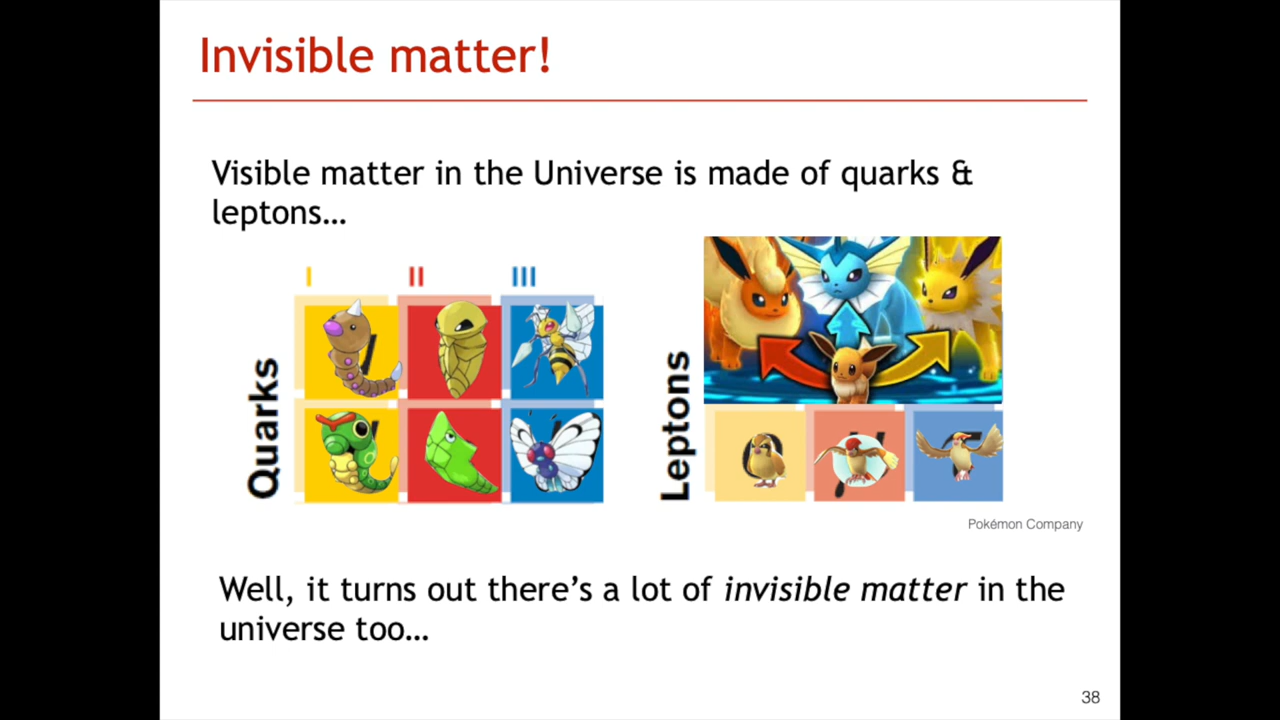 Invisible matter!
Visible matter in the Universe is made of quarks &
leptons…
I II III
Quarks
Leptons
Pokémon Company
Well, it turns out there's a lot of invisible matter in the
universe too…
38